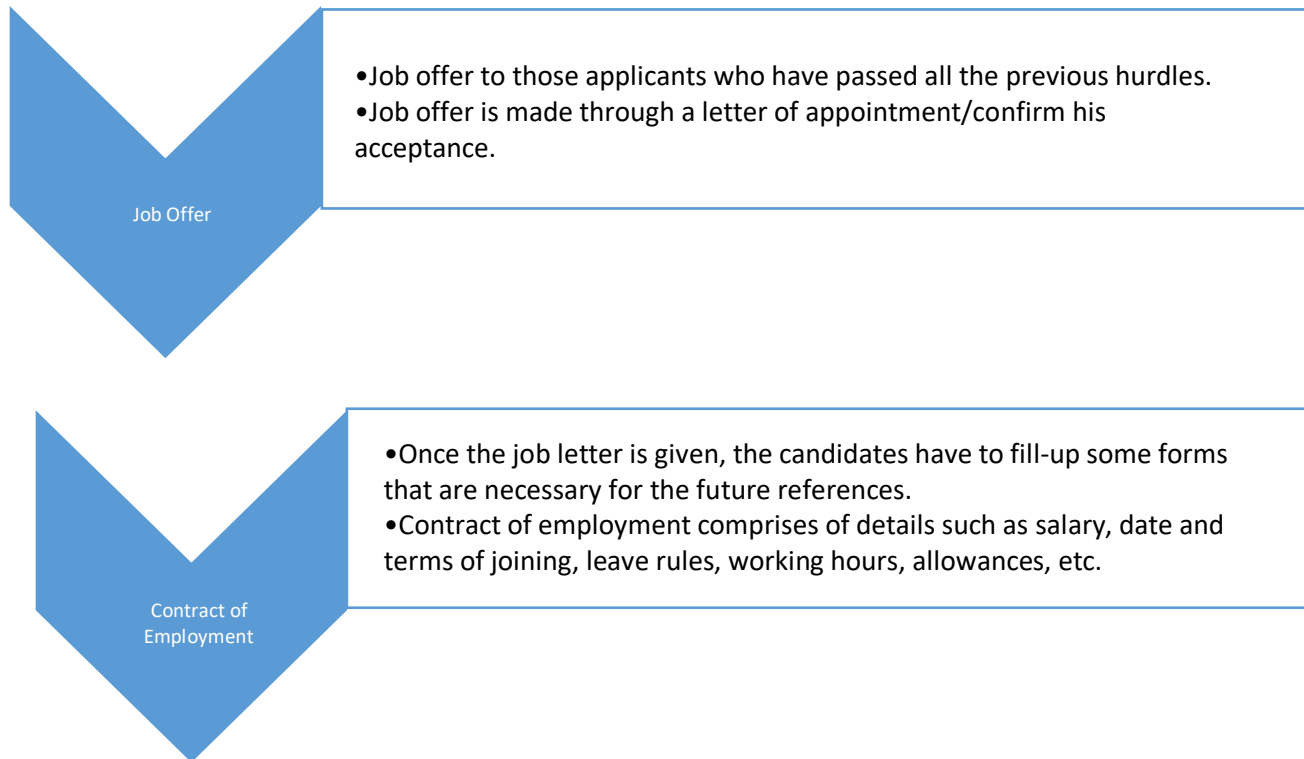 •Job offer to those applicants who have passed all the previous hurdles.
•Job offer is made through a letter of appointment/confirm his
acceptance.
Job Offer
•Once the job letter is given, the candidates have to fill-up some forms
that are necessary for the future references.
•Contract of employment comprises of details such as salary, date and
terms of joining, leave rules, working hours, allowances, etc.
Contract of
Employment